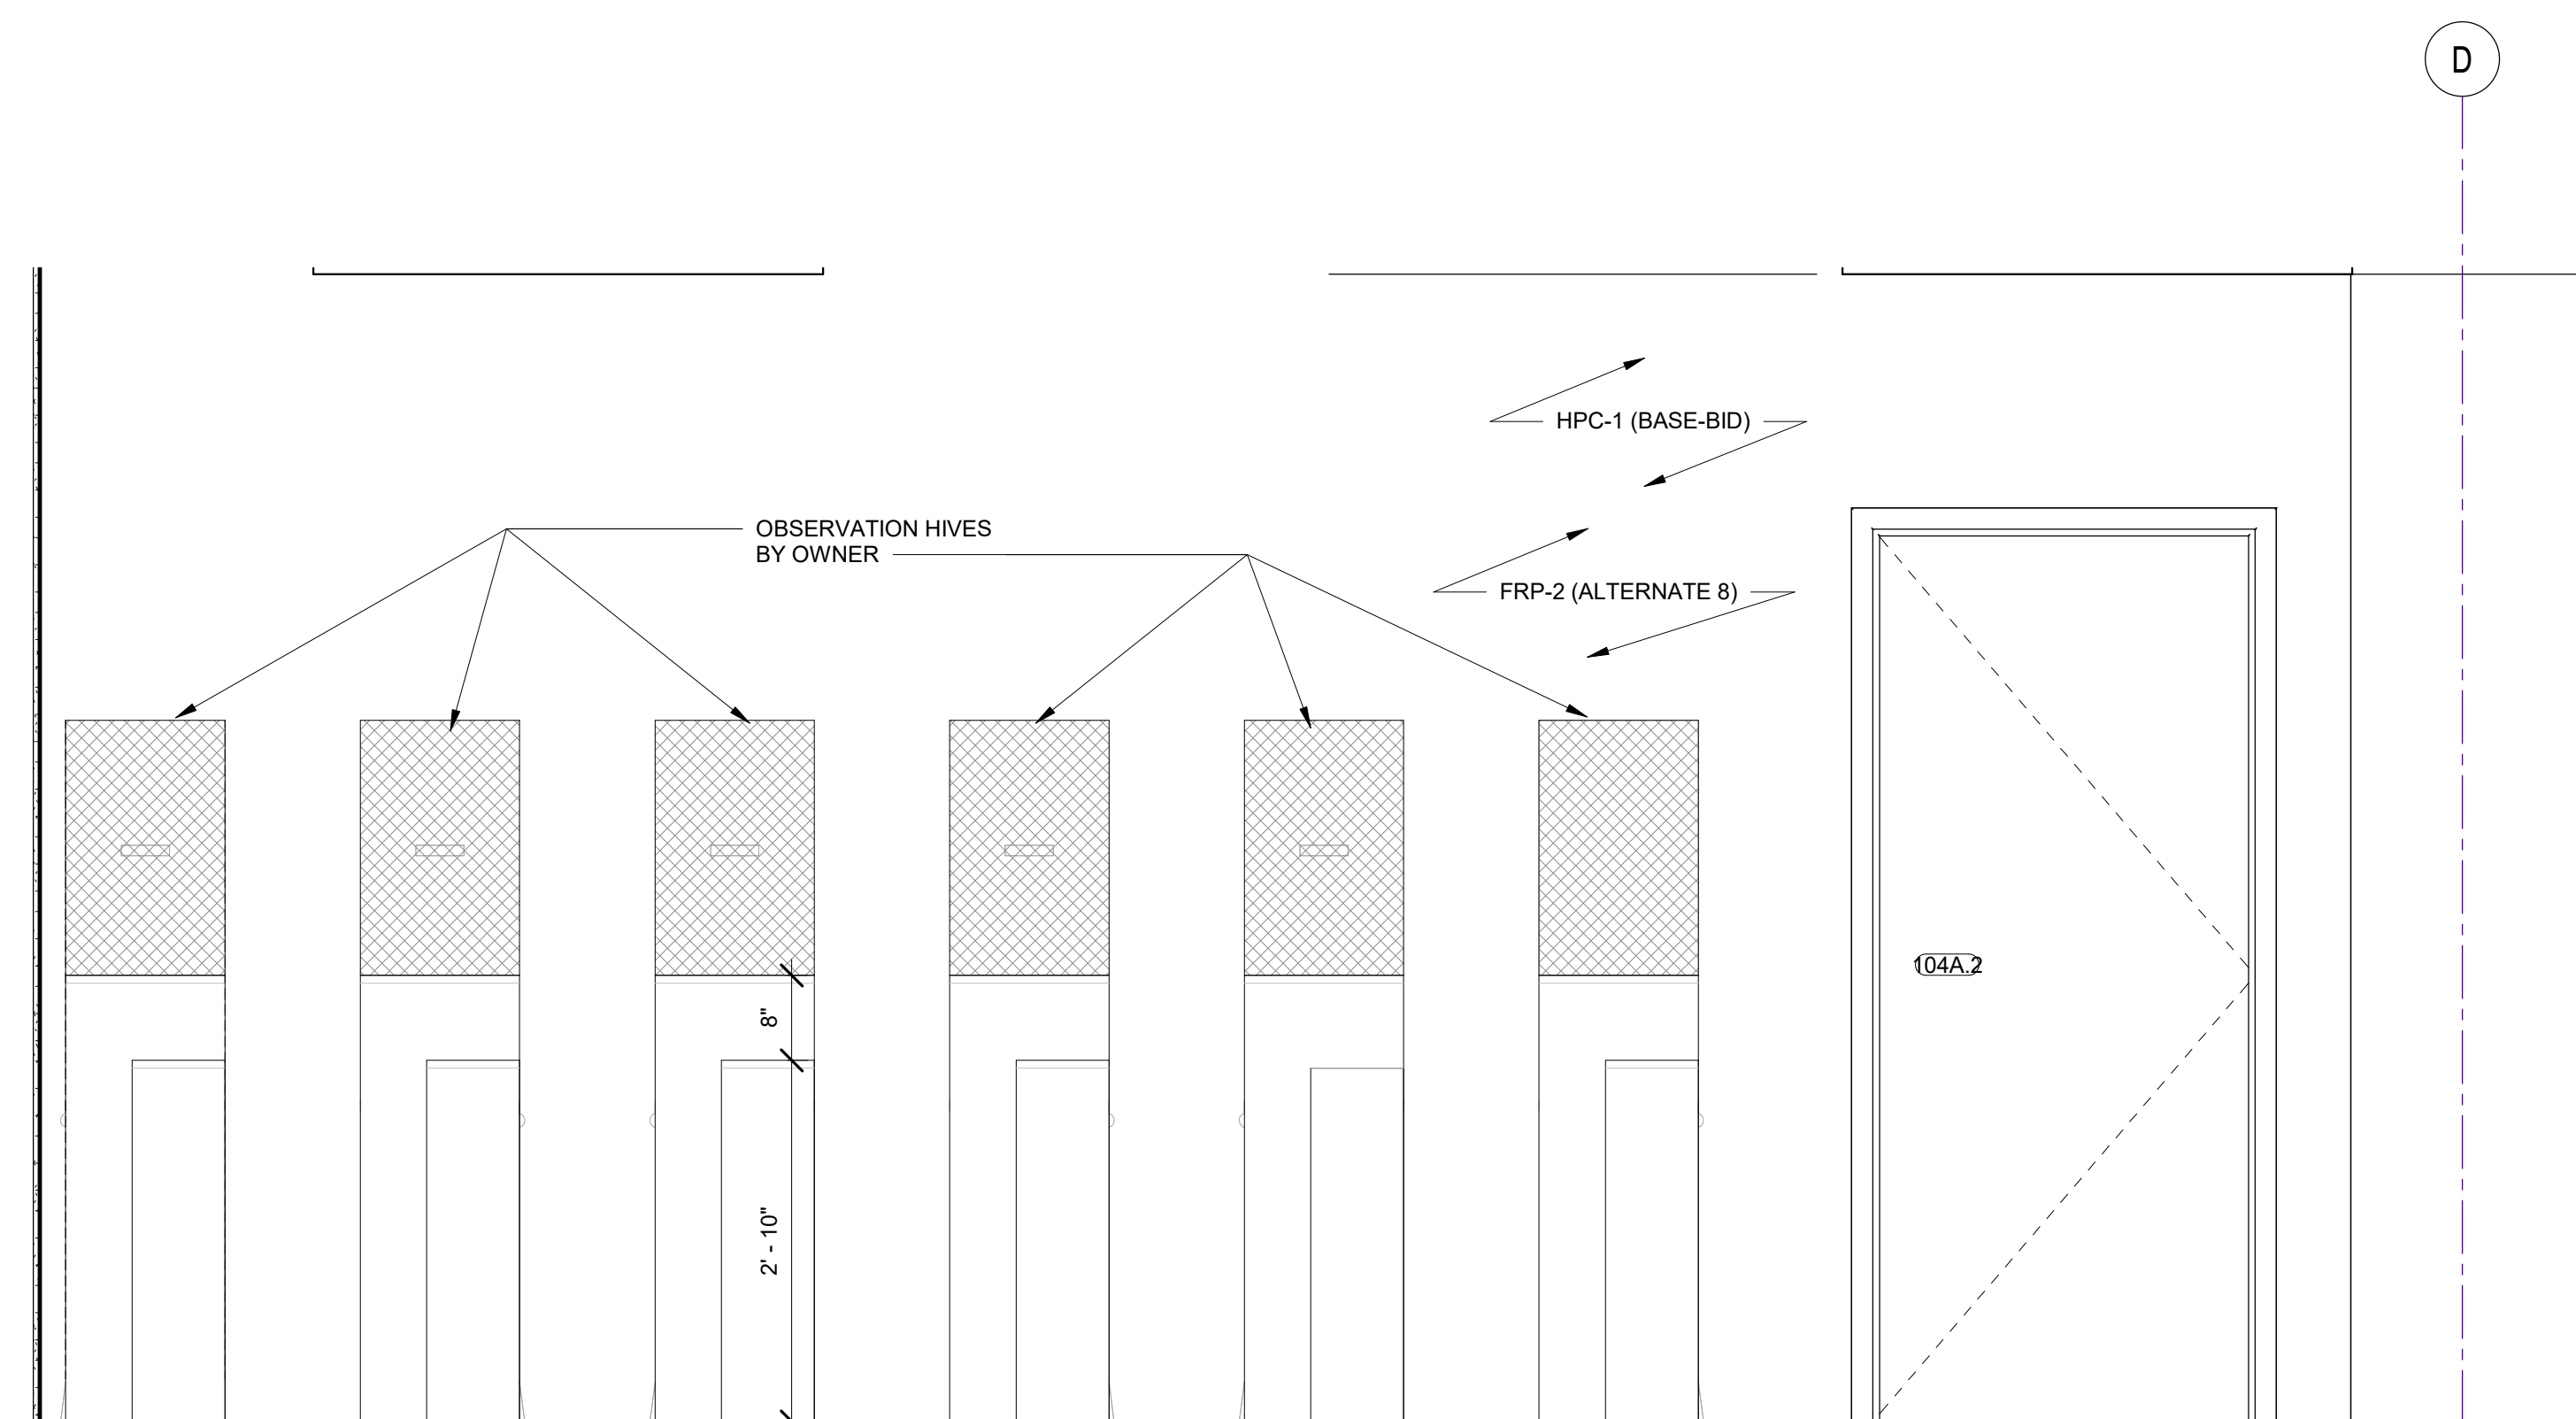 D
HPC-1 (BASE-BID)
OBSERVATION HIVES
BY OWNER
FRP-2 (ALTERNATE 8)
104A.2
8"
2' - 10"